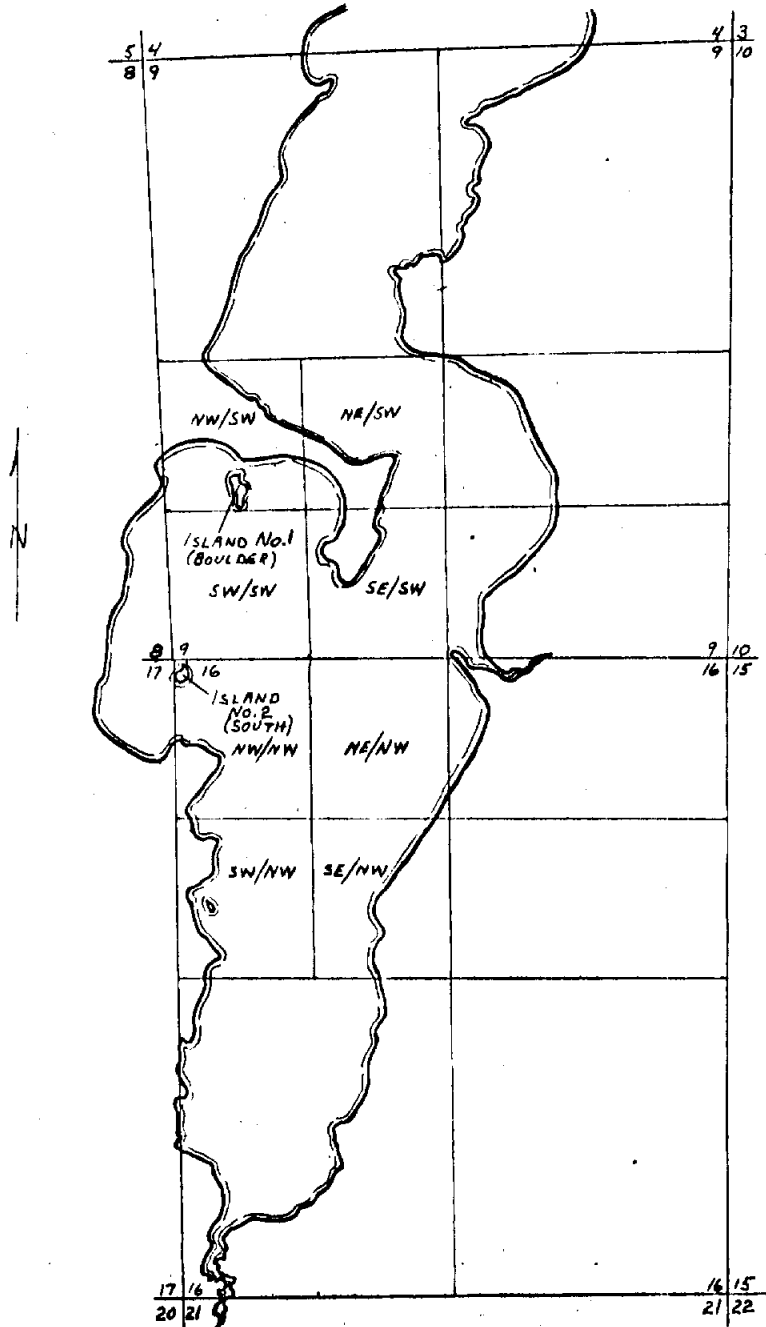 5 4
8 9
4 3
9 10
NW/SW
NE/SW
N
ISLAND No.1
(BOULDER)
SW/SW
SE/SW
8 9
17 16
9 10
16 15
ISLAND
No.2
(SOUTH)
NW/NW
NE/NW
SW/NW
SE/NW
17 16
20 21
16 15
21 22